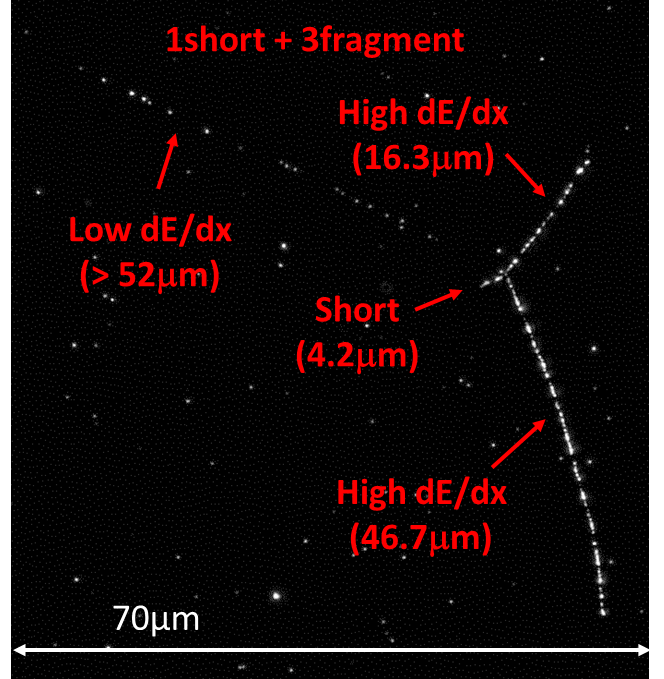 1short + 3fragment
High dE/dx
(16.3μm)
Low dE/dx
(> 52μm)
Short
(4.2μm)
High dE/dx
(46.7μm)
70μm